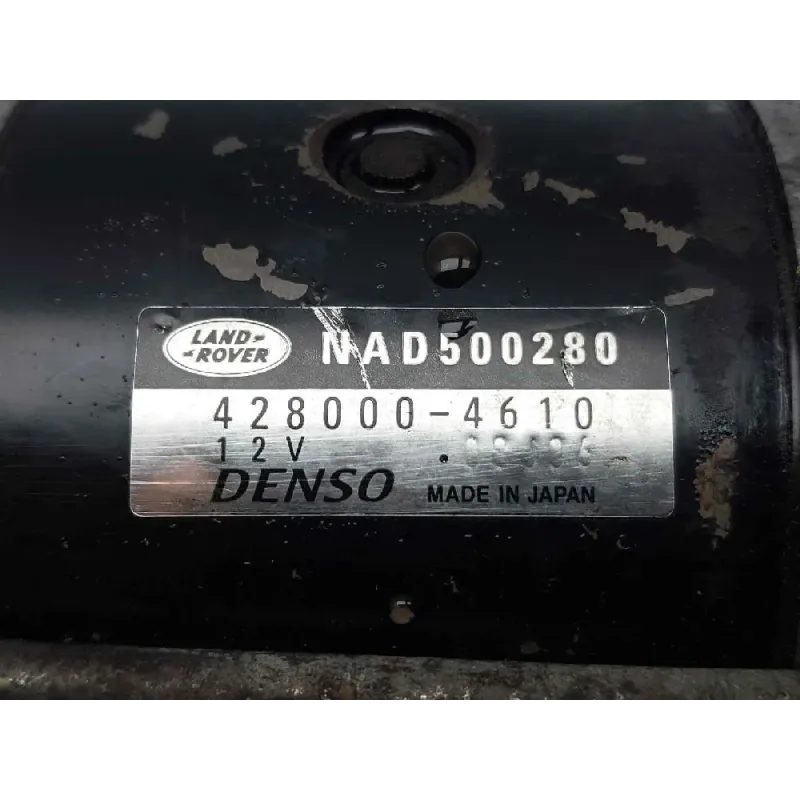 LAND-
-ROVER
NAD500280
428000-4610
12V
DENSO MADE IN JAPAN